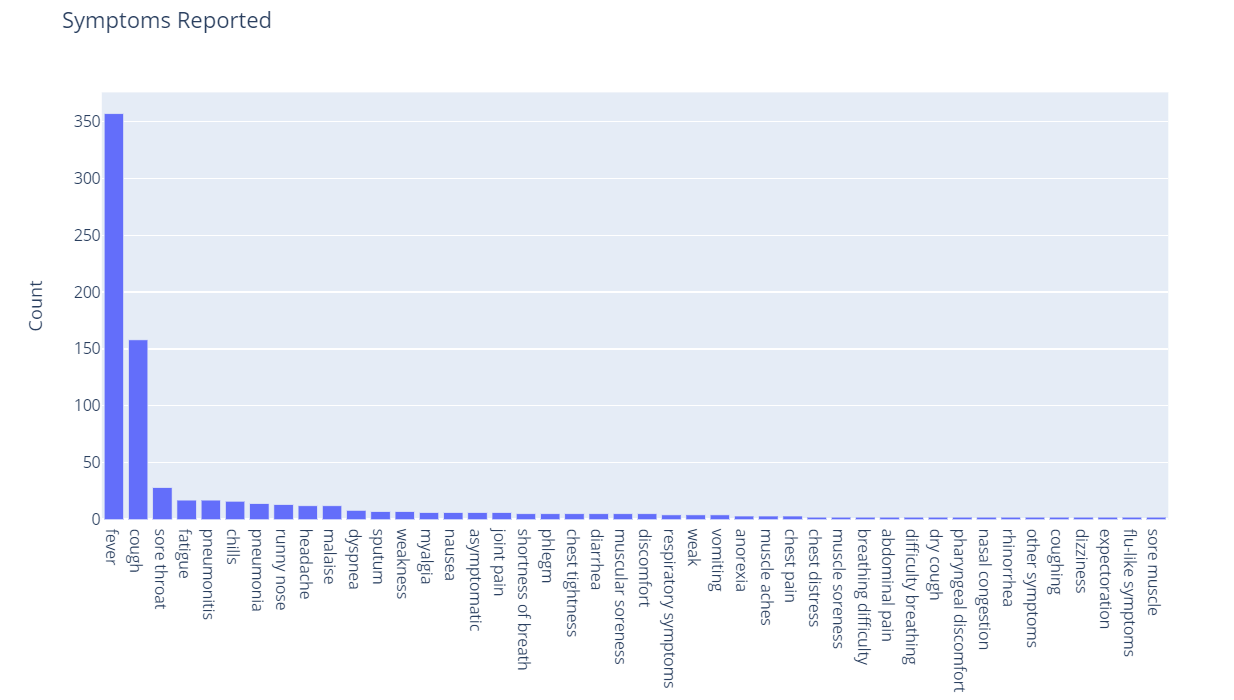 Symptoms Reported
Count
350
300
250
200
150
100
50
0
fever
cough
sore throat
fatigue
pneumonitis
chills
pneumonia
runny nose
headache
malaise
dyspnea
sputum
weakness
myalgia
nausea
asymptomatic
joint pain
shortness of breath
phlegm
chest tightness
diarrhea
muscular soreness
discomfort
respiratory symptoms
weak
vomiting
anorexia
muscle aches
chest pain
chest distress
muscle soreness
breathing difficulty
abdominal pain
difficulty breathing
dry cough
pharyngeal discomfort
nasal congestion
rhinorrhea
other symptoms
coughing
dizziness
expectoration
flu-like symptoms
sore muscle